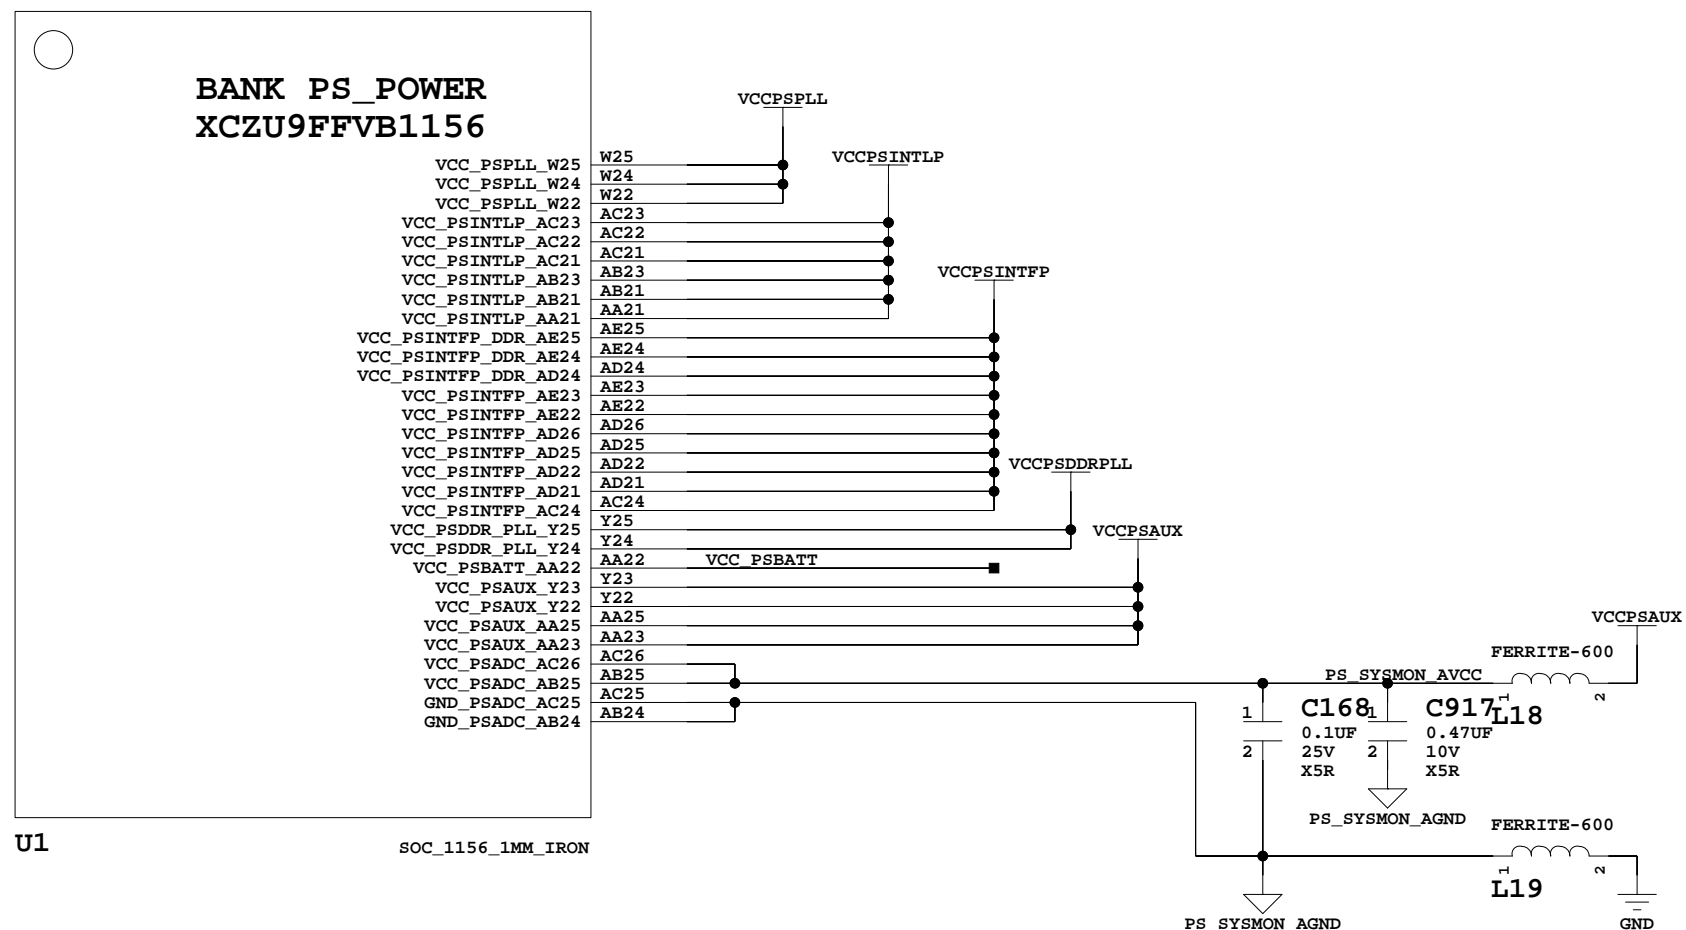 BANK PS_POWER
XCZU9FFVB1156
VCCPSPLL
VCCPSINTLP
VCCPSINTFP
VCCPSDDRPLL
VCCPSAUX
VCC_PSPLL_W25 W25
VCC_PSPLL_W24 W24
VCC_PSPLL_W22 W22
VCC_PSINTLP_AC23 AC23
VCC_PSINTLP_AC22 AC22
VCC_PSINTLP_AC21 AC21
VCC_PSINTLP_AB23 AB23
VCC_PSINTLP_AB21 AB21
VCC_PSINTLP_AA21 AA21
VCC_PSINTFP_DDR_AE25 AE25
VCC_PSINTFP_DDR_AE24 AE24
VCC_PSINTFP_DDR_AD24 AD24
VCC_PSINTFP_AE23 AE23
VCC_PSINTFP_AE22 AE22
VCC_PSINTFP_AD26 AD26
VCC_PSINTFP_AD25 AD25
VCC_PSINTFP_AD22 AD22
VCC_PSINTFP_AD21 AD21
VCC_PSINTFP_AC24 AC24
VCC_PSDDR_PLL_Y25 Y25
VCC_PSDDR_PLL_Y24 Y24
VCC_PSBATT_AA22 AA22 VCC_PSBATT
VCC_PSAUX_Y23 Y23
VCC_PSAUX_Y22 Y22
VCC_PSAUX_AA25 AA25
VCC_PSAUX_AA23 AA23
VCC_PSADC_AC26 AC26
VCC_PSADC_AB25 AB25
GND_PSADC_AC25 AC25
GND_PSADC_AB24 AB24
VCCPSAUX
FERRITE-600
PS_SYSMON_AVCC
1 2
L18
1 C168
0.1UF
2 25V
X5R
1 C917
0.47UF
2 10V
X5R
PS_SYSMON_AGND
FERRITE-600
1 2
L19
PS SYSMON AGND
GND
U1
SOC_1156_1MM_IRON